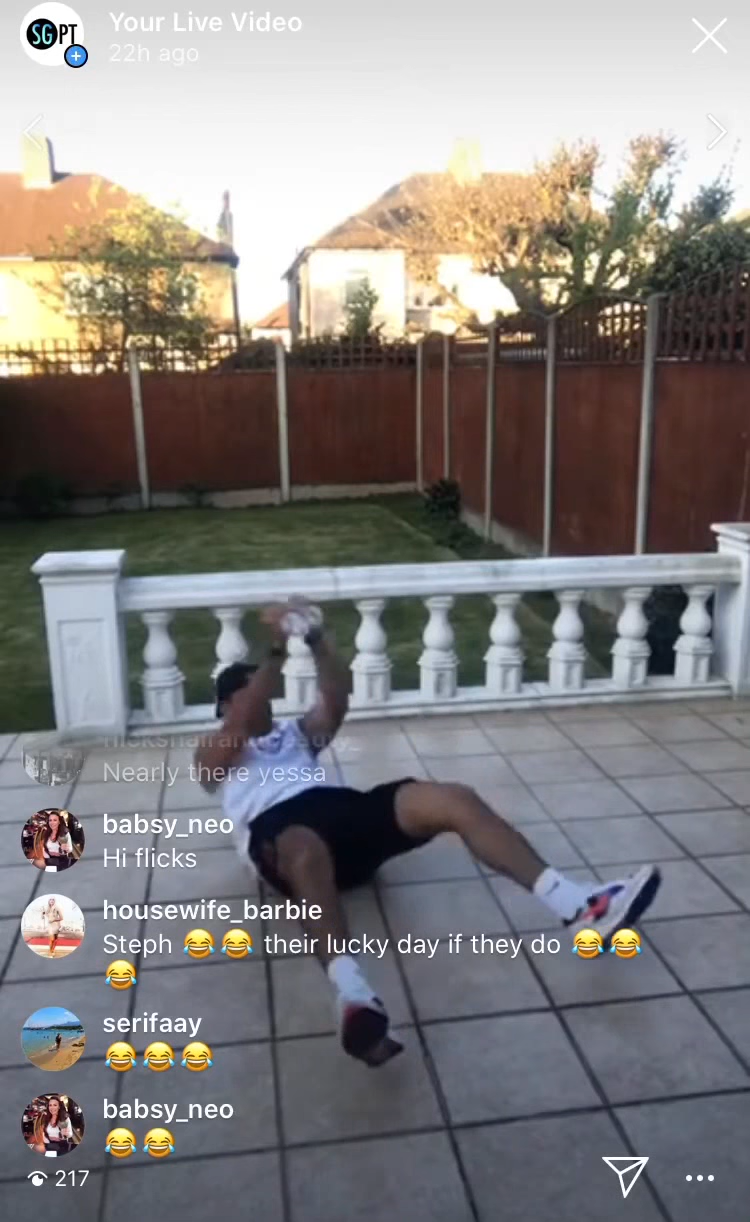 SGPT
Your Live Video
22h ago
Nearly there yessa
babsy_neo
Hi flicks
housewife_barbie
Steph 😂😂 their lucky day if they do 😂😂
😂
serifaay
😂😂😂
babsy_neo
😂😂
217